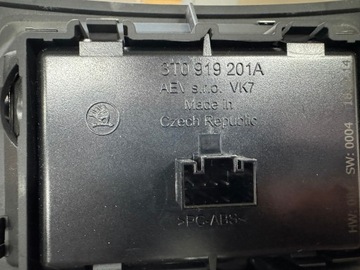 3T0 919 201A
AEV s.r.o. VK7
Made in
Czech Republic
>PC-ABS<
SW: 0004